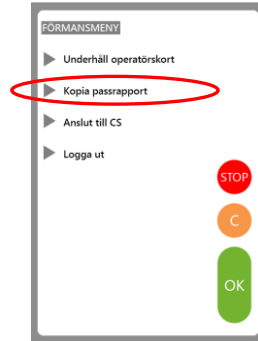 FÖRMANSMENY
Underhåll operatörskort
Kopia passrapport
Anslut till CS
Logga ut
STOP
C
OK